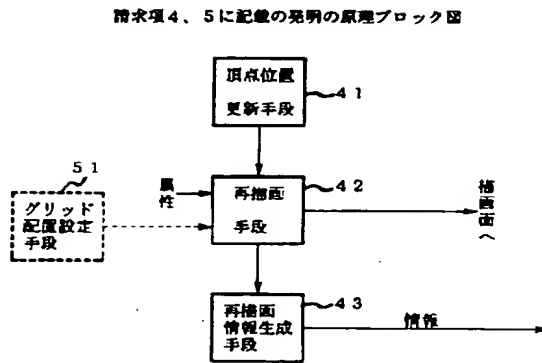 請求項4、5に記載の発明の原理ブロック図
頂点位置
更新手段
41
51
グリッド
配置設定
手段
属性
再描画
手段
42
描画面へ
再描画
情報生成
手段
43
情報